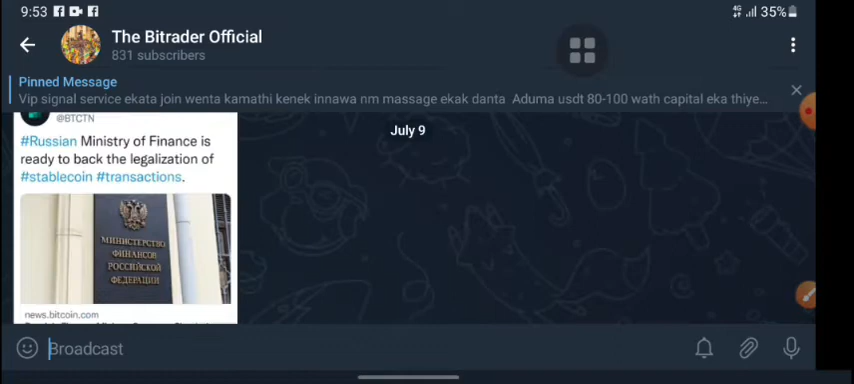 9:53
4G
35%
The Bitrader Official
831 subscribers
Pinned Message
Vip signal service ekata join wenta kamathi kenek innawa nm massage ekak danta Aduma usdt 80-100 wath capital eka thiye...
@BTCTN
July 9
#Russian Ministry of Finance is
ready to back the legalization of
#stablecoin #transactions.
МИНИСТЕРСТВО
ФИНАНСОВ
РОССИЙСКОЙ
ФЕДЕРАЦИИ
news.bitcoin.com
Broadcast